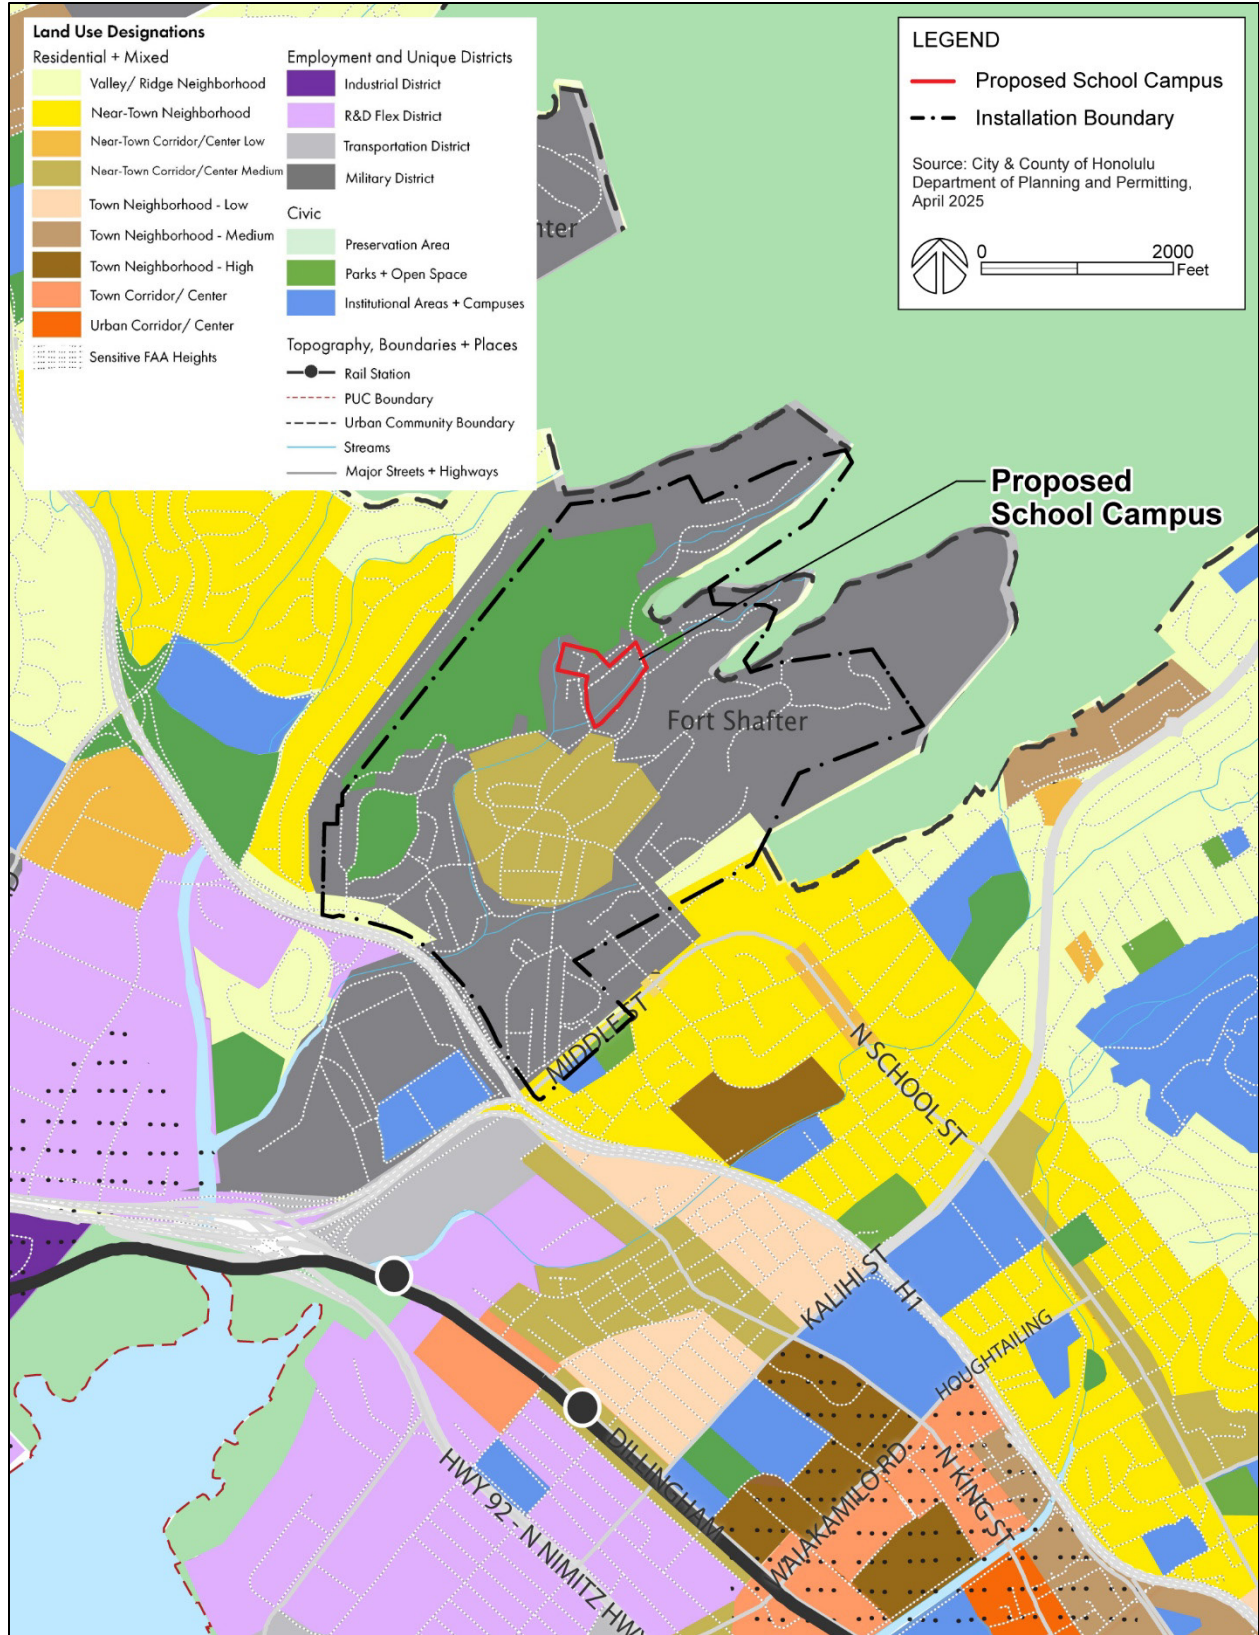 Land Use Designations
Residential + Mixed
Valley/ Ridge Neighborhood
Near-Town Neighborhood
Near-Town Corridor/Center Low
Near-Town Corridor/Center Medium
Town Neighborhood - Low
Town Neighborhood - Medium
Town Neighborhood - High
Town Corridor/ Center
Urban Corridor/ Center
Sensitive FAA Heights
Employment and Unique Districts
Industrial District
R&D Flex District
Transportation District
Military District
Civic
Preservation Area
Parks + Open Space
Institutional Areas + Campuses
Topography, Boundaries + Places
Rail Station
PUC Boundary
Urban Community Boundary
Streams
Major Streets + Highways
LEGEND
Proposed School Campus
Installation Boundary
Source: City & County of Honolulu
Department of Planning and Permitting,
April 2025
0 2000
Feet
nter
Proposed
School Campus
Fort Shafter
MIDDLE ST
N SCHOOL ST
KALIHI ST
H1
HOUGHTAILING
DILLINGHAM
WAIAKAMILO RD
N KING ST
HWY 92 - N NIMITZ HWY